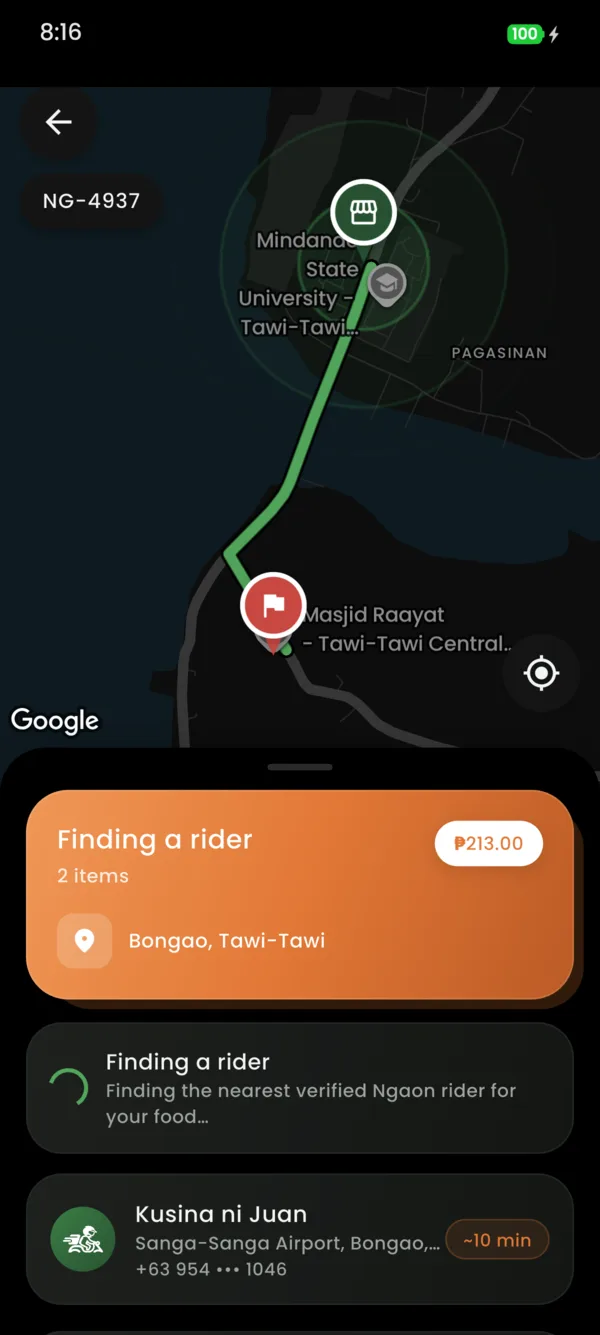 8:16
100
NG-4937
Mindanao
State
University -
Tawi-Tawi...
PAGASINAN
Masjid Raayat
- Tawi-Tawi Central..
Google
Finding a rider
₱213.00
2 items
Bongao, Tawi-Tawi
Finding a rider
Finding the nearest verified Ngaon rider for
your food...
Kusina ni Juan
Sanga-Sanga Airport, Bongao,...
~10 min
+63 954 ••• 1046